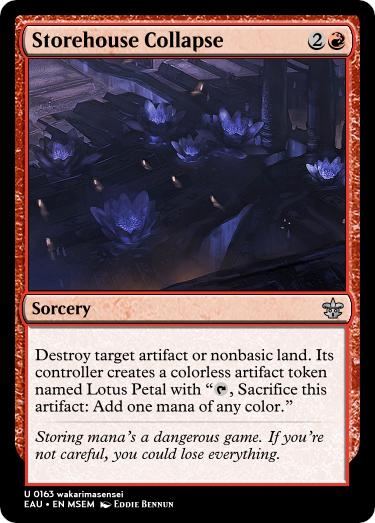 Storehouse Collapse 2
Sorcery
Destroy target artifact or nonbasic land. Its
controller creates a colorless artifact token
named Lotus Petal with “, Sacrifice this
artifact: Add one mana of any color.”
Storing mana’s a dangerous game. If you’re
not careful, you could lose everything.
U 0163 wakarimasensei
EAU • EN MSEM Eddie Bennun